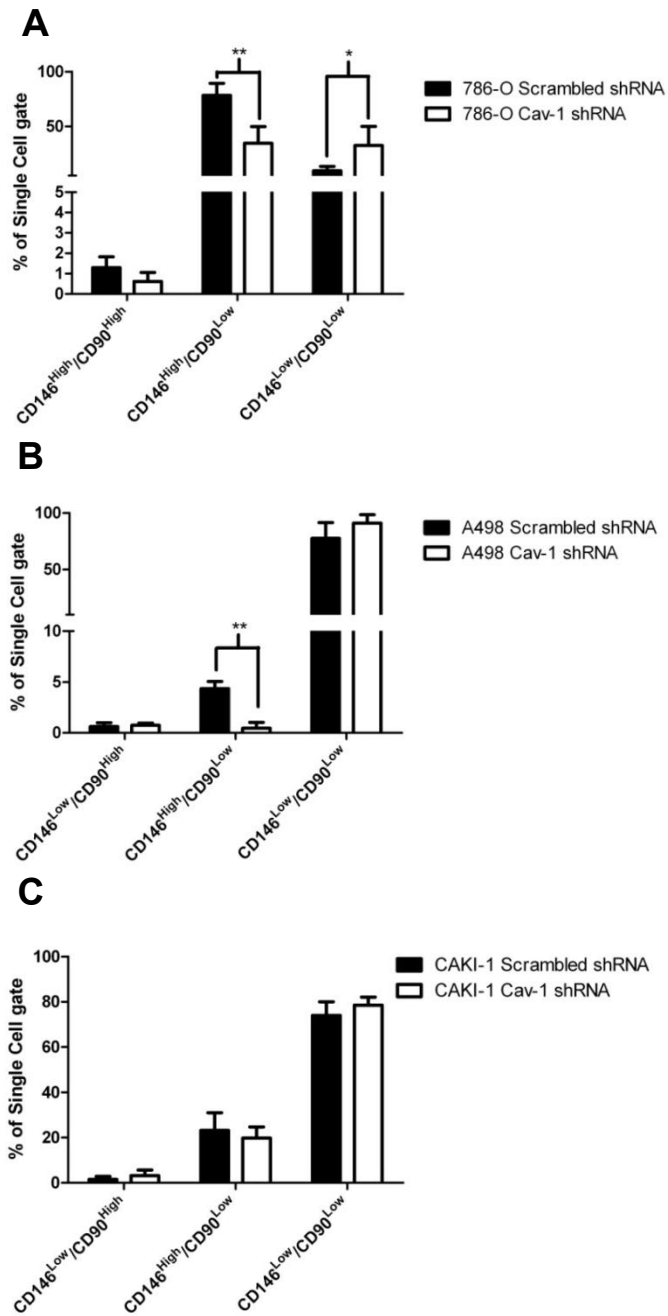 A
** *
100
50
5
4
3
2
1
0
% of Single Cell gate
786-O Scrambled shRNA
786-O Cav-1 shRNA
CD146High/CD90High
CD146High/CD90Low
CD146Low/CD90Low
B
100
50
10
5
0
**
% of Single Cell gate
A498 Scrambled shRNA
A498 Cav-1 shRNA
CD146Low/CD90High
CD146High/CD90Low
CD146Low/CD90Low
C
100
80
60
40
20
0
% of Single Cell gate
CAKI-1 Scrambled shRNA
CAKI-1 Cav-1 shRNA
CD146Low/CD90High
CD146High/CD90Low
CD146Low/CD90Low